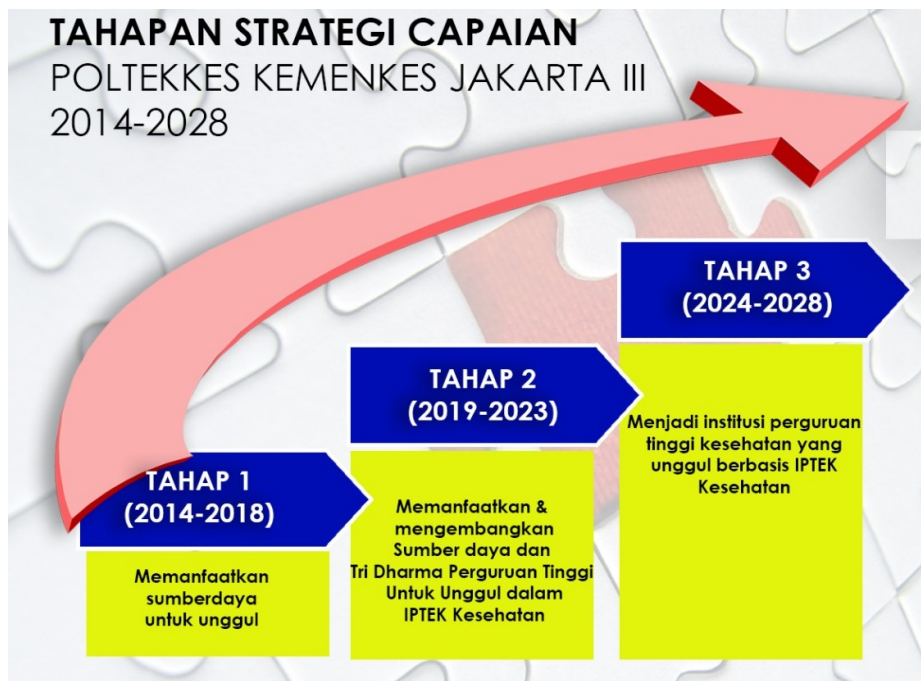 TAHAPAN STRATEGI CAPAIAN
POLTEKKES KEMENKES JAKARTA III
2014-2028
TAHAP 1
(2014-2018)
Memanfaatkan
sumberdaya
untuk unggul
TAHAP 2
(2019-2023)
Memanfaatkan &
mengembangkan
Sumber daya dan
Tri Dharma Perguruan Tinggi
Untuk Unggul dalam
IPTEK Kesehatan
TAHAP 3
(2024-2028)
Menjadi institusi perguruan
tinggi kesehatan yang
unggul berbasis IPTEK
Kesehatan